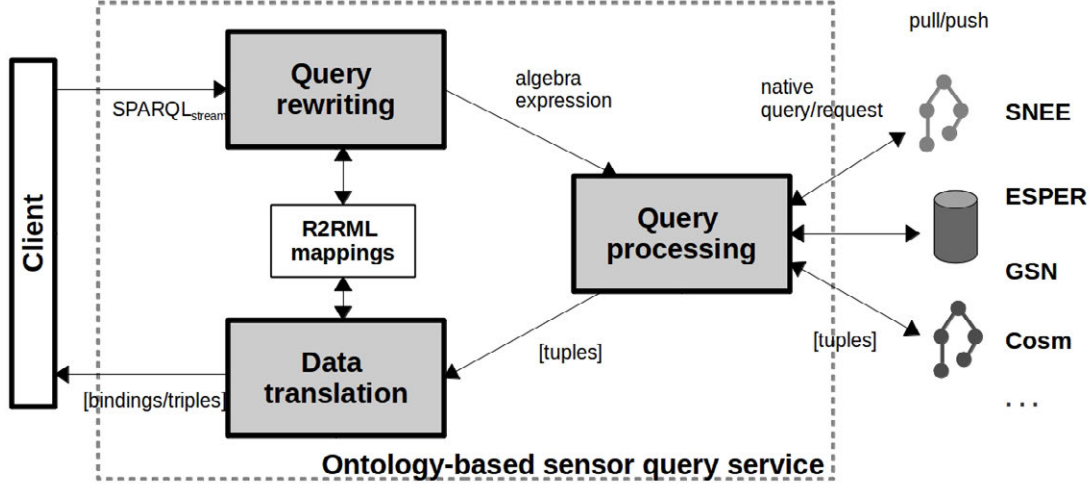 pull/push
Query
rewriting
algebra
expression
native
query/request
SPARQLstream
SNEE
Client
R2RML
mappings
Query
processing
ESPER
GSN
Data
translation
[tuples]
[tuples]
Cosm
[bindings/triples]
. . .
Ontology-based sensor query service